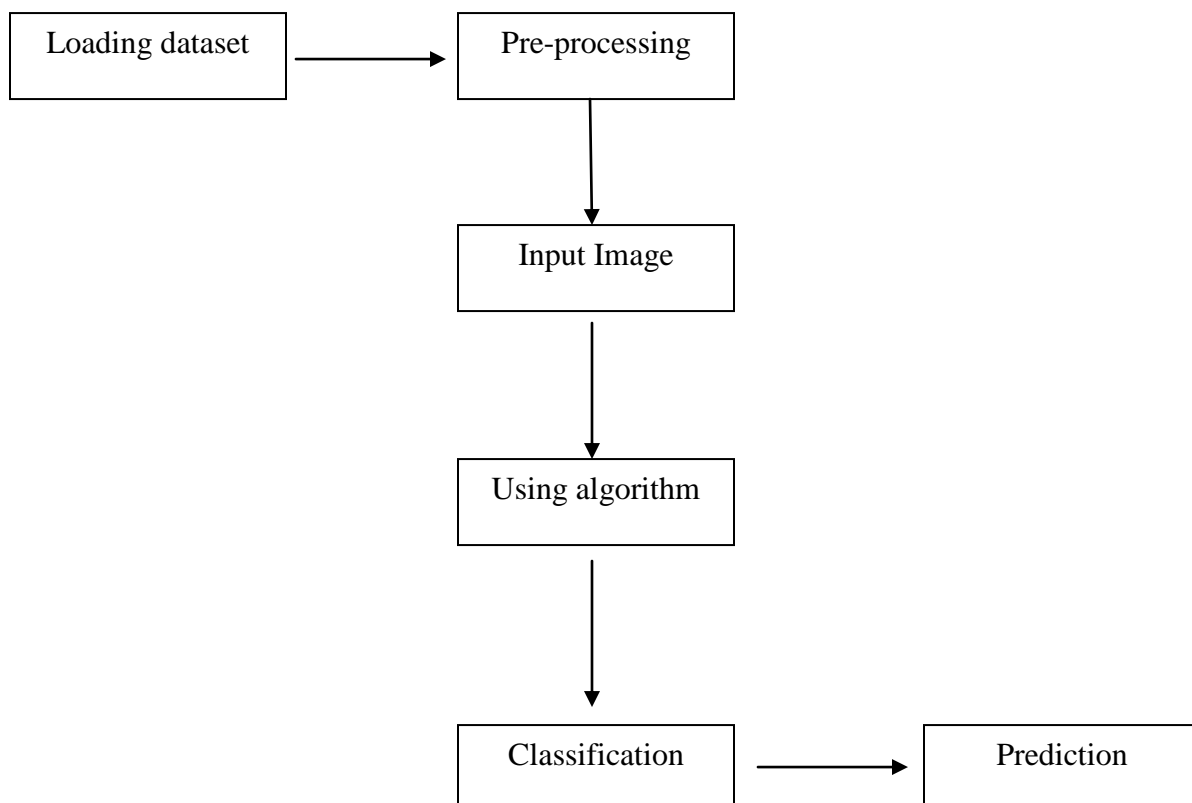 Loading dataset
Pre-processing
Input Image
Using algorithm
Classification
Prediction